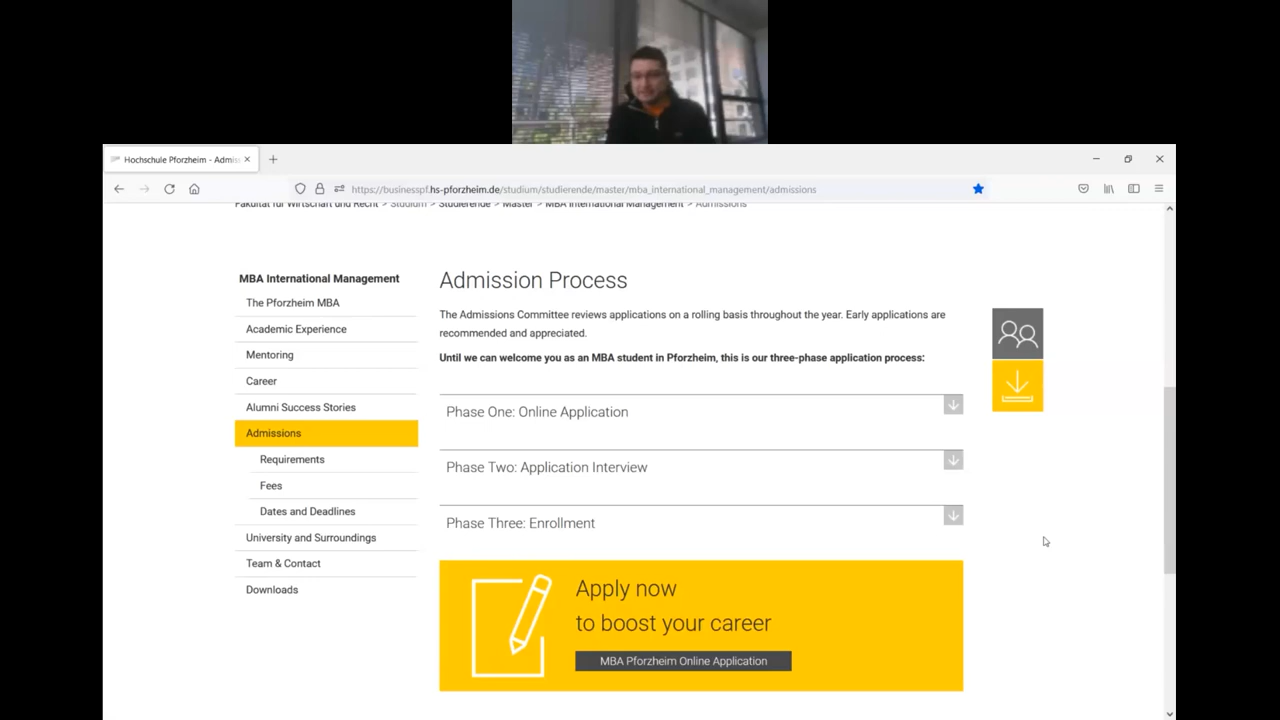 Hochschule Pforzheim - Admis
https://businesspf.hs-pforzheim.de/studium/studierende/master/mba_international_management/admissions
Fakultät für Wirtschaft und Recht > Studium > Studierende > Master > MBA International Management > Admissions
MBA International Management
The Pforzheim MBA
Academic Experience
Mentoring
Career
Alumni Success Stories
Admissions
Requirements
Fees
Dates and Deadlines
University and Surroundings
Team & Contact
Downloads
Admission Process
The Admissions Committee reviews applications on a rolling basis throughout the year. Early applications are
recommended and appreciated.
Until we can welcome you as an MBA student in Pforzheim, this is our three-phase application process:
Phase One: Online Application
Phase Two: Application Interview
Phase Three: Enrollment
Apply now
to boost your career
MBA Pforzheim Online Application